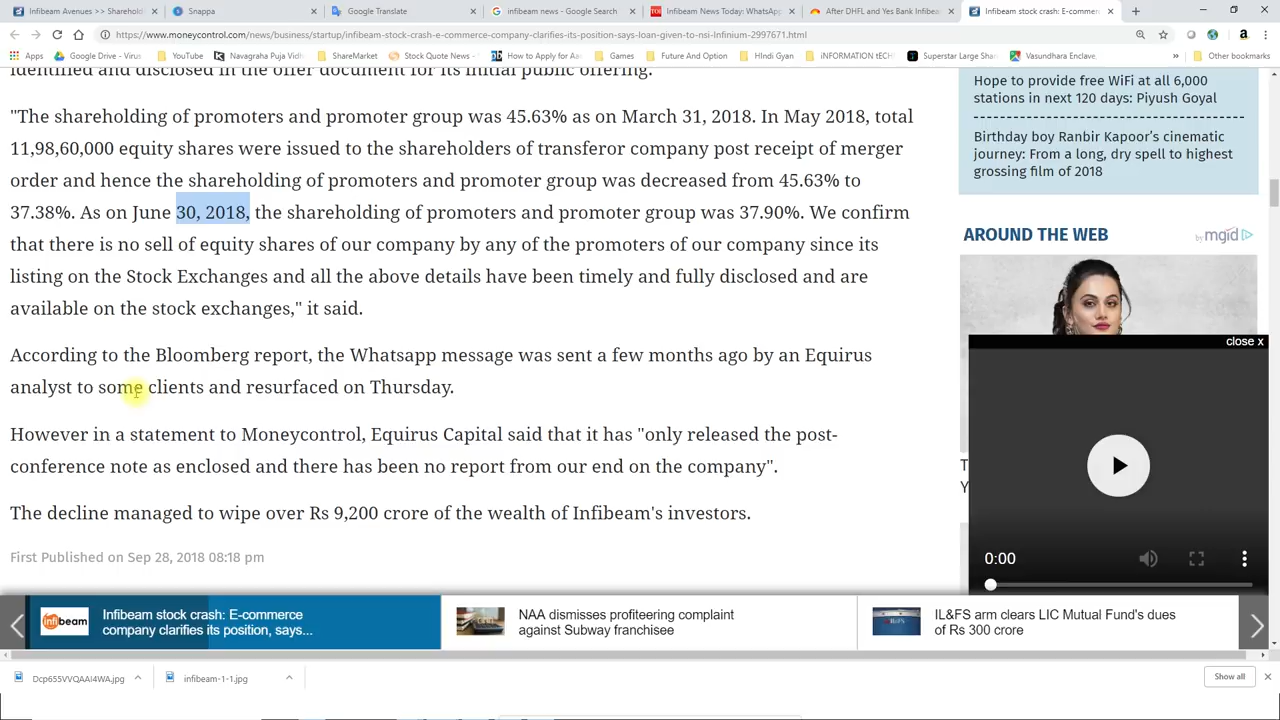 Infibeam Avenues >> Sharehold
Snappa
Google Translate
infibeam news - Google Search
Infibeam News Today: WhatsApp
After DHFL and Yes Bank Infibe
Infibeam stock crash: E-commer
https://www.moneycontrol.com/news/business/startup/infibeam-stock-crash-e-commerce-company-clarifies-its-position-says-loan-given-to-nsi-Infinium-2997671.html
Apps
Google Drive - Virus
YouTube
Navagraha Puja Vidh
ShareMarket
Stock Quote News -
How to Apply for Aa
Games
Future And Option
HIndi Gyan
iNFORMATION tECH
Superstar Large Shar
Vasundhara Enclave,
»
Other bookmarks
identified and disclosed in the offer document for its initial public offering.
"The shareholding of promoters and promoter group was 45.63% as on March 31, 2018. In May 2018, total
11,98,60,000 equity shares were issued to the shareholders of transferor company post receipt of merger
order and hence the shareholding of promoters and promoter group was decreased from 45.63% to
37.38%. As on June 30, 2018, the shareholding of promoters and promoter group was 37.90%. We confirm
that there is no sell of equity shares of our company by any of the promoters of our company since its
listing on the Stock Exchanges and all the above details have been timely and fully disclosed and are
available on the stock exchanges," it said.
According to the Bloomberg report, the Whatsapp message was sent a few months ago by an Equirus
analyst to some clients and resurfaced on Thursday.
However in a statement to Moneycontrol, Equirus Capital said that it has "only released the post-
conference note as enclosed and there has been no report from our end on the company".
The decline managed to wipe over Rs 9,200 crore of the wealth of Infibeam's investors.
First Published on Sep 28, 2018 08:18 pm
Hope to provide free WiFi at all 6,000
stations in next 120 days: Piyush Goyal
Birthday boy Ranbir Kapoor's cinematic
journey: From a long, dry spell to highest
grossing film of 2018
AROUND THE WEB
by mgid
close x
T
Y
0:00
infibeam
Infibeam stock crash: E-commerce
company clarifies its position, says...
NAA dismisses profiteering complaint
against Subway franchisee
IL&FS
IL&FS arm clears LIC Mutual Fund's dues
of Rs 300 crore
Dcp655VVQAAI4WA.jpg
infibeam-1-1.jpg
Show all